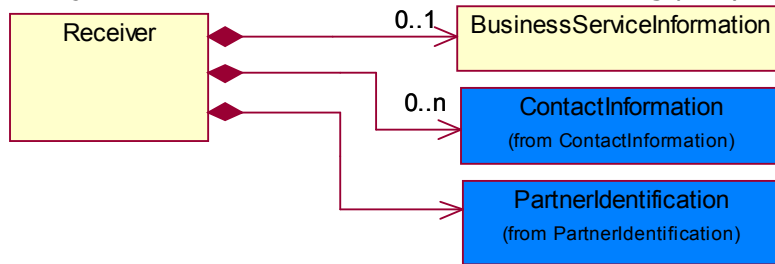 Receiver
0..1
BusinessServiceInformation
0..n
ContactInformation
(from ContactInformation)
PartnerIdentification
(from PartnerIdentification)